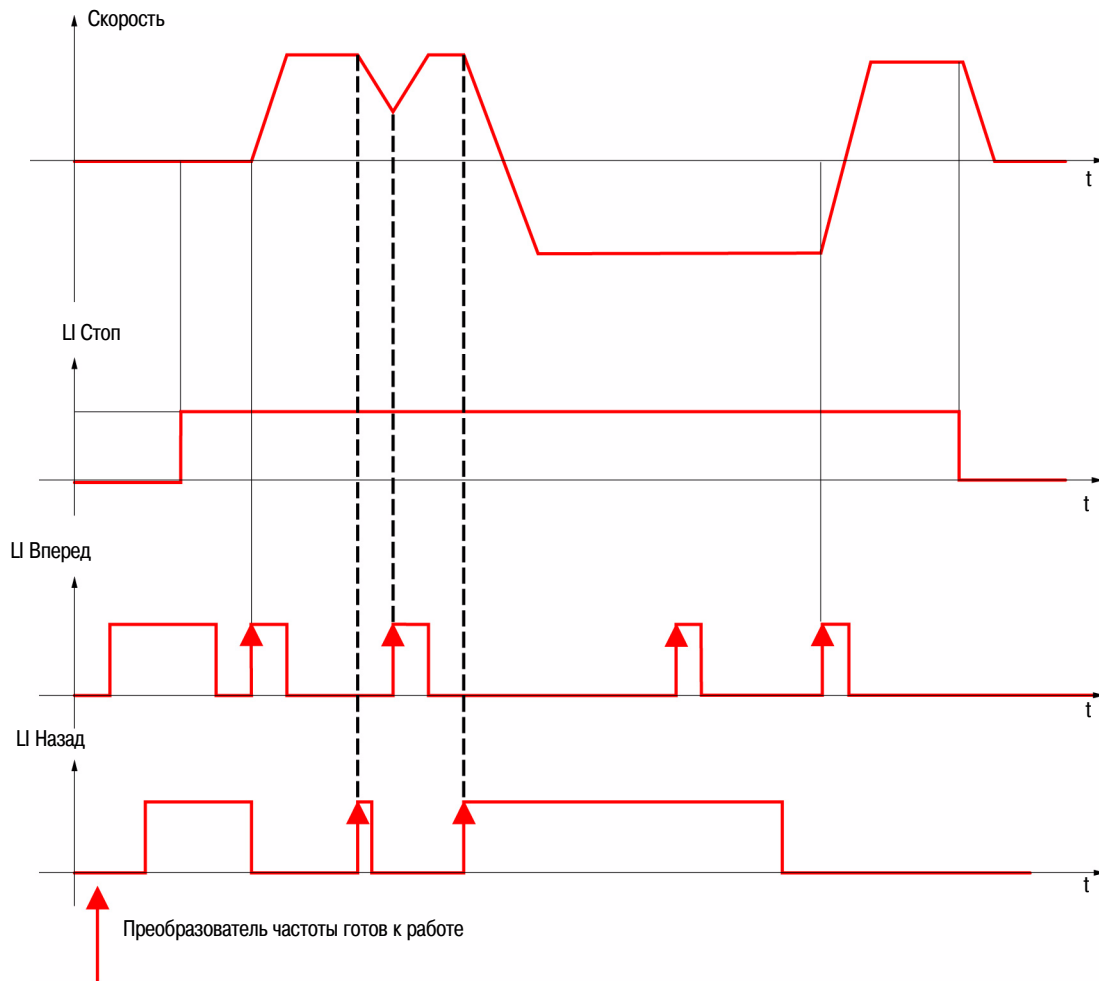 Скорость
t
LI Стоп
t
LI Вперед
t
LI Назад
t
Преобразователь частоты готов к работе